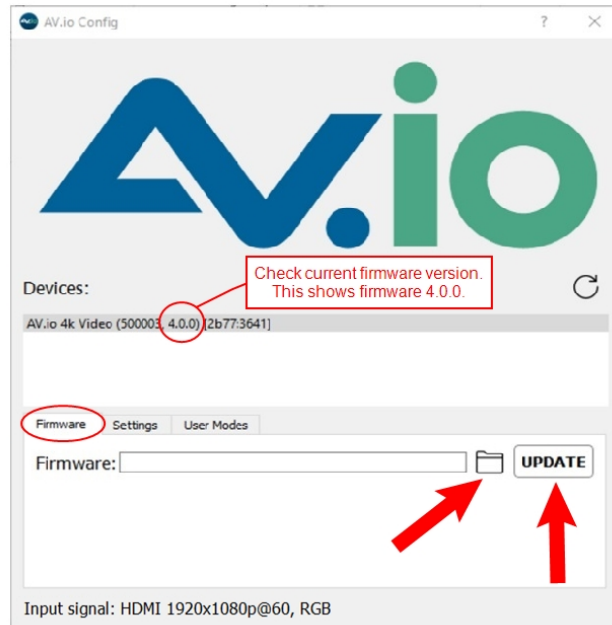 AV.io Config
? ×
AV.io
Check current firmware version.
This shows firmware 4.0.0.
Devices:
AV.io 4k Video (500003, 4.0.0) [2b77:3641]
Firmware Settings User Modes
Firmware: UPDATE
Input signal: HDMI 1920x1080p@60, RGB